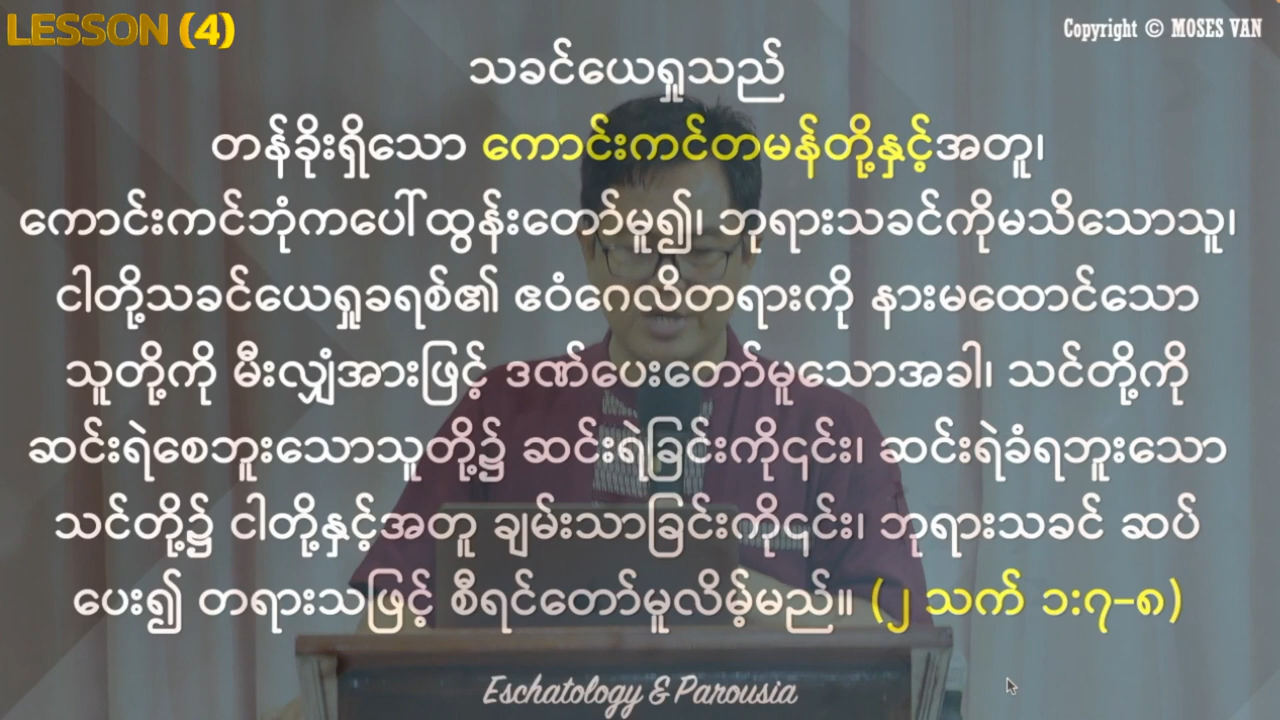 LESSON (4)
Copyright © MOSES VAN
သခင်ယေရှုသည်
တန်ခိုးရှိသော ကောင်းကင်တမန်တို့နှင့်အတူ၊
ကောင်းကင်ဘုံကပေါ်ထွန်းတော်မူ၍၊ ဘုရားသခင်ကိုမသိသောသူ၊
ငါတို့သခင်ယေရှုခရစ်၏ ဧဝံဂေလိတရားကို နားမထောင်သော
သူတို့ကို မီးလျှံအားဖြင့် ဒဏ်ပေးတော်မူသောအခါ၊ သင်တို့ကို
ဆင်းရဲစေဘူးသောသူတို့၌ ဆင်းရဲခြင်းကို၎င်း၊ ဆင်းရဲခံရဘူးသော
သင်တို့၌ ငါတို့နှင့်အတူ ချမ်းသာခြင်းကို၎င်း၊ ဘုရားသခင် ဆပ်
ပေး၍ တရားသဖြင့် စီရင်တော်မူလိမ့်မည်။ (၂ သက် ၁:၇-၈)
Eschatology & Parousia